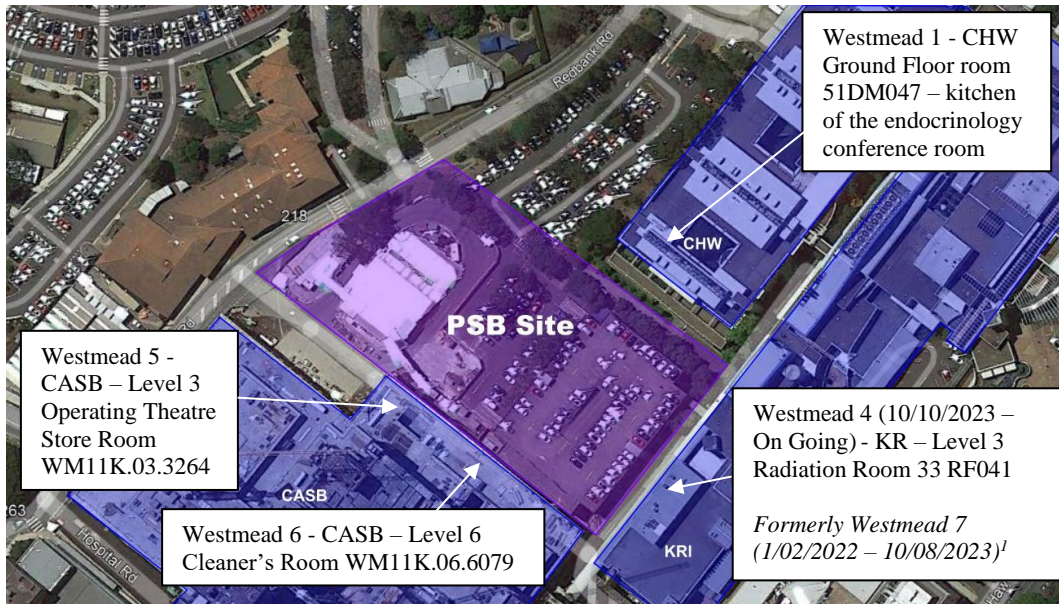 Westmead 1 - CHW
Ground Floor room
51DM047 – kitchen
of the endocrinology
conference room
Redbank Rd
218
CHW
PSB Site
Rd
Westmead 5 -
CASB – Level 3
Operating Theatre
Store Room
WM11K.03.3264
Westmead 4 (10/10/2023 –
On Going) - KR – Level 3
Radiation Room 33 RF041
Formerly Westmead 7
(1/02/2022 – 10/08/2023)1
CASB
263
Westmead 6 - CASB – Level 6
Cleaner's Room WM11K.06.6079
KRI
Hospital Rd
Haw